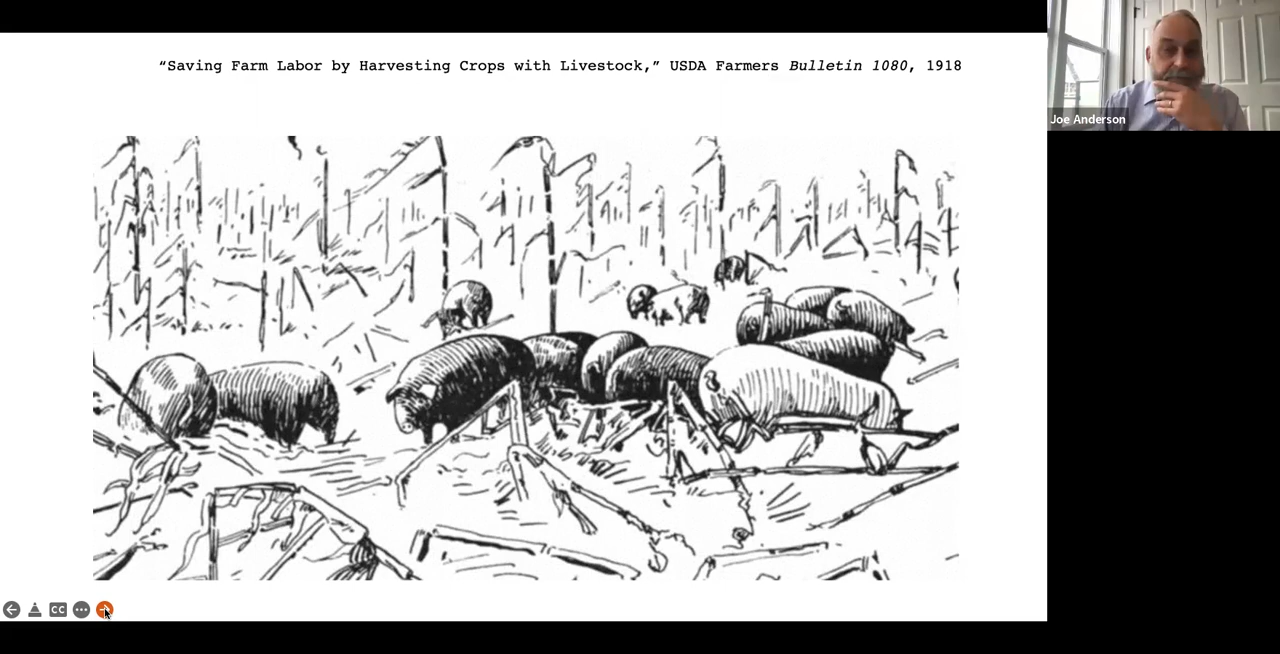 “Saving Farm Labor by Harvesting Crops with Livestock,” USDA Farmers Bulletin 1080, 1918
Joe Anderson
CC